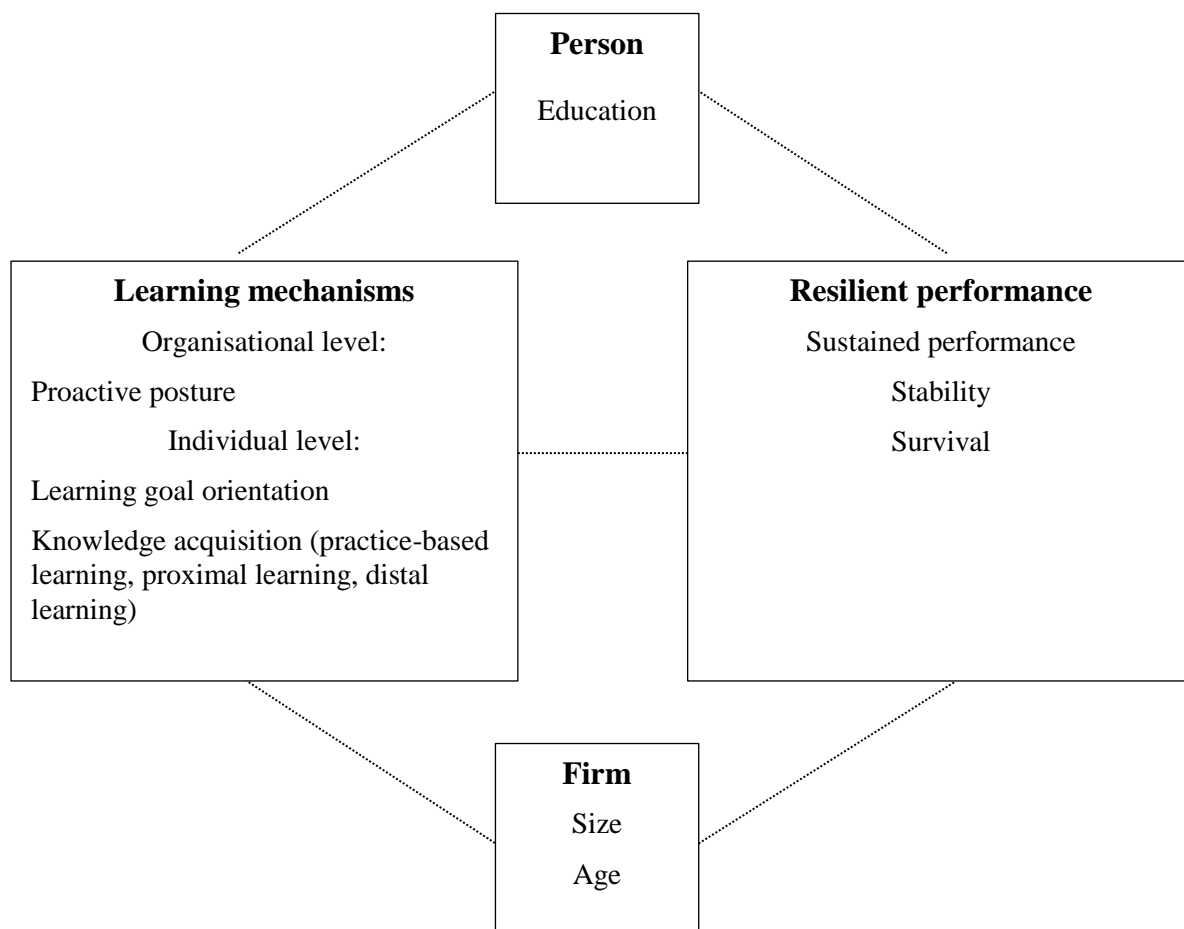 Person
Education
Learning mechanisms
Organisational level:
Proactive posture
Individual level:
Learning goal orientation
Knowledge acquisition (practice-based
learning, proximal learning, distal
learning)
Resilient performance
Sustained performance
Stability
Survival
Firm
Size
Age